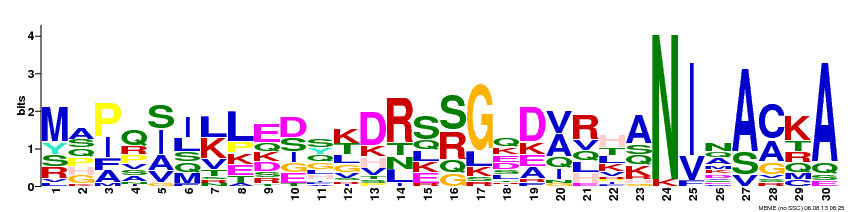 bits
4
3
2
1
0
M Y S R
A S Q P H
P I F A
Q R P V A
S I A V
I L S Q M
L K V T R
L P K E T
E K D S
D S I G E
S Y Q
K T L G
D K H V
R T N L
S Q L K E
S R Q G
G L K
Q K D E
D K E A
V A Q I
R V Q L H
H T L K
A S Q K
N K
I V
N
A S V
C A
K T R Q M C
A Q S
1 2 3 4 5 6 7 8 9 10 11 12 13 14 15 16 17 18 19 20 21 22 23 24 25 26 27 28 29 30
MEME (no SSC) 06.08.13 06:25